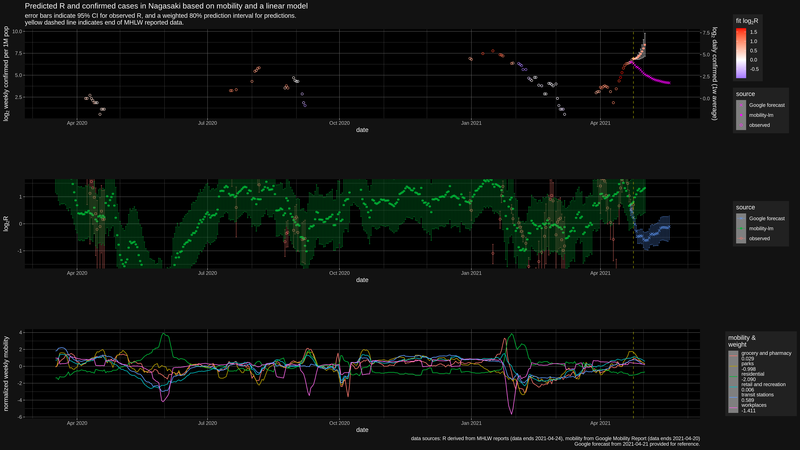 Predicted R and confirmed cases in Nagasaki based on mobility and a linear model
error bars indicate 95% CI for observed R, and a weighted 80% prediction interval for predictions.
yellow dashed line indicates end of MHLW reported data.
log₂ weekly confirmed per 1M pop
10.0
7.5
5.0
2.5
7.5
5.0
2.5
0.0
log₂ daily confirmed (1w average)
Apr 2020
Jul 2020
Oct 2020
Jan 2021
Apr 2021
date
fit log₂R
1.5
1.0
0.5
0.0
-0.5
source
Google forecast
mobility-lm
observed
log₂R
1
0
-1
Apr 2020
Jul 2020
Oct 2020
Jan 2021
Apr 2021
date
source
Google forecast
mobility-lm
observed
normalized weekly mobility
4
2
0
-2
-4
-6
Apr 2020
Jul 2020
Oct 2020
Jan 2021
Apr 2021
date
mobility &
weight
grocery and pharmacy
0.029
parks
-0.998
residential
-2.090
retail and recreation
0.006
transit stations
0.589
workplaces
-1.411
data sources: R derived from MHLW reports (data ends 2021-04-24), mobility from Google Mobility Report (data ends 2021-04-20)
Google forecast from 2021-04-21 provided for reference.